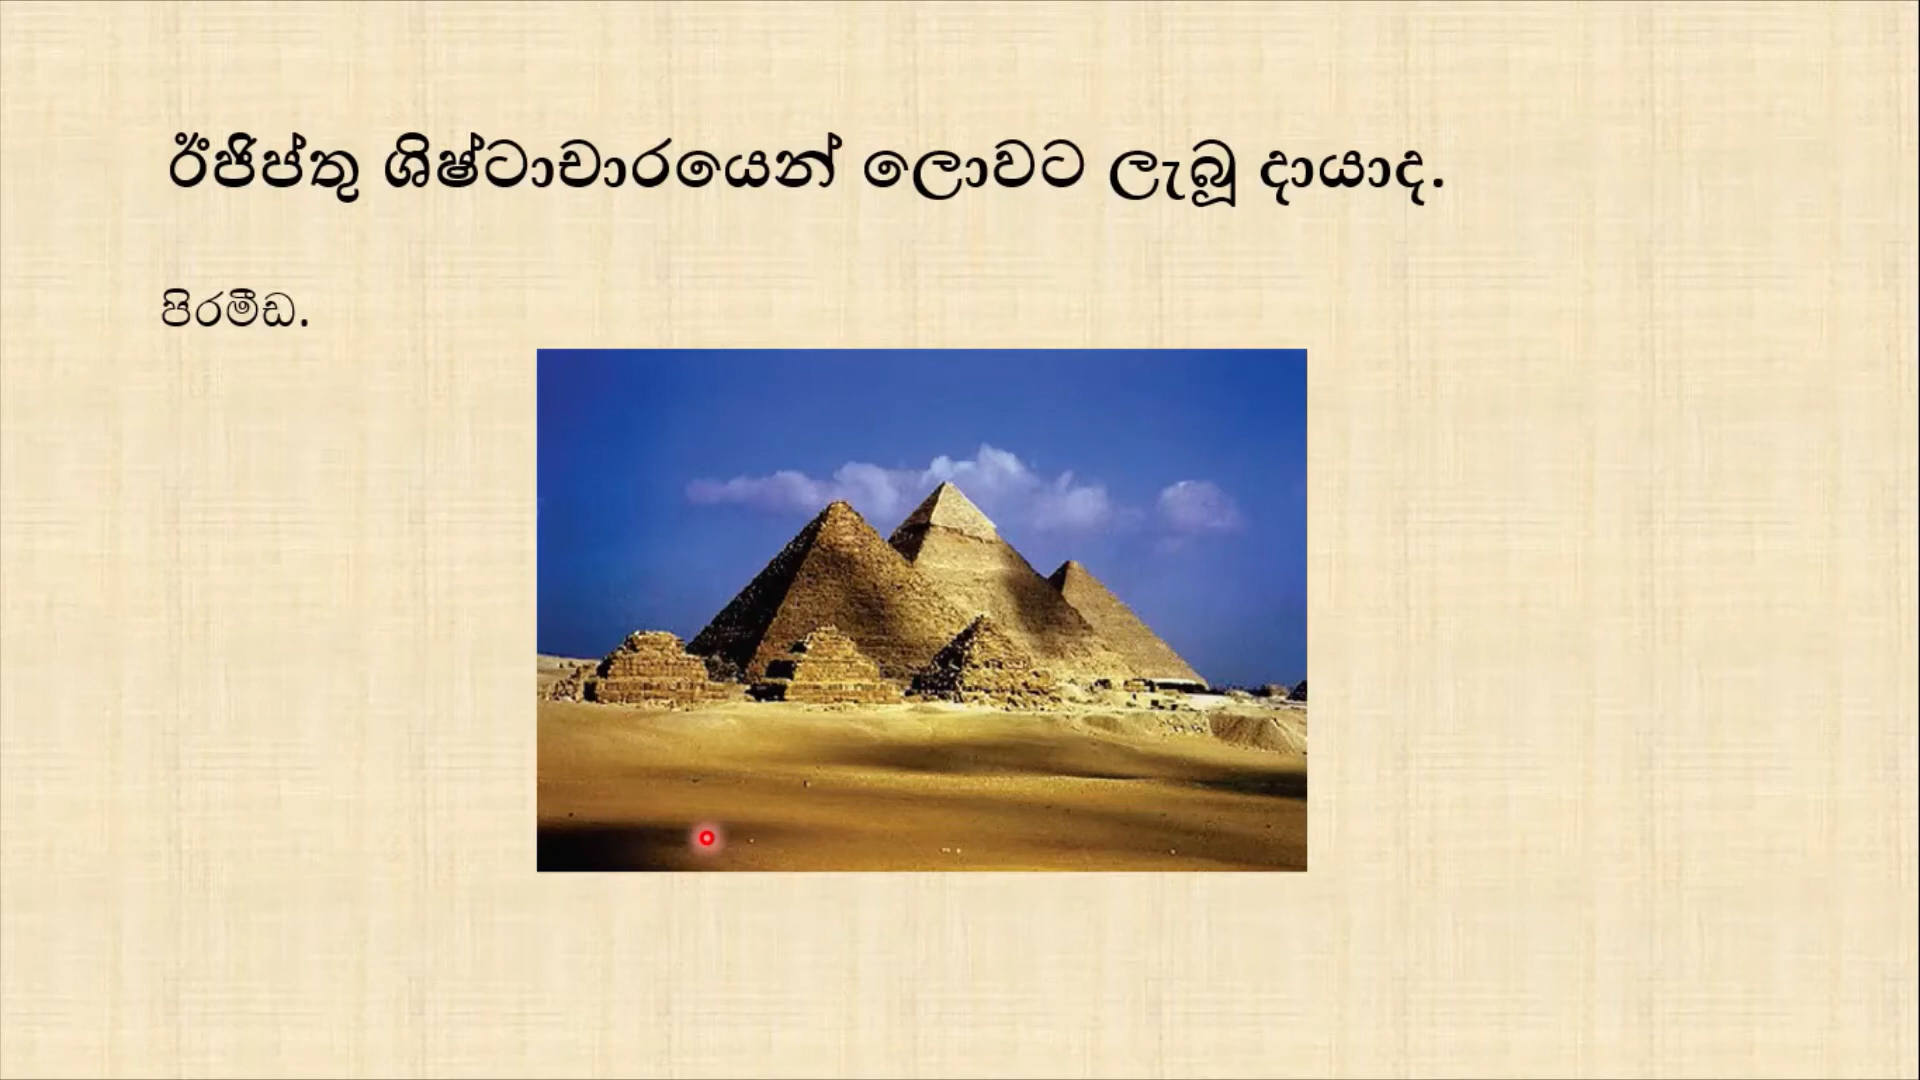 ඊජිප්තු ශිෂ්ටාචාරයෙන් ලොවට ලැබූ දායාද.
පිරමීඩ.